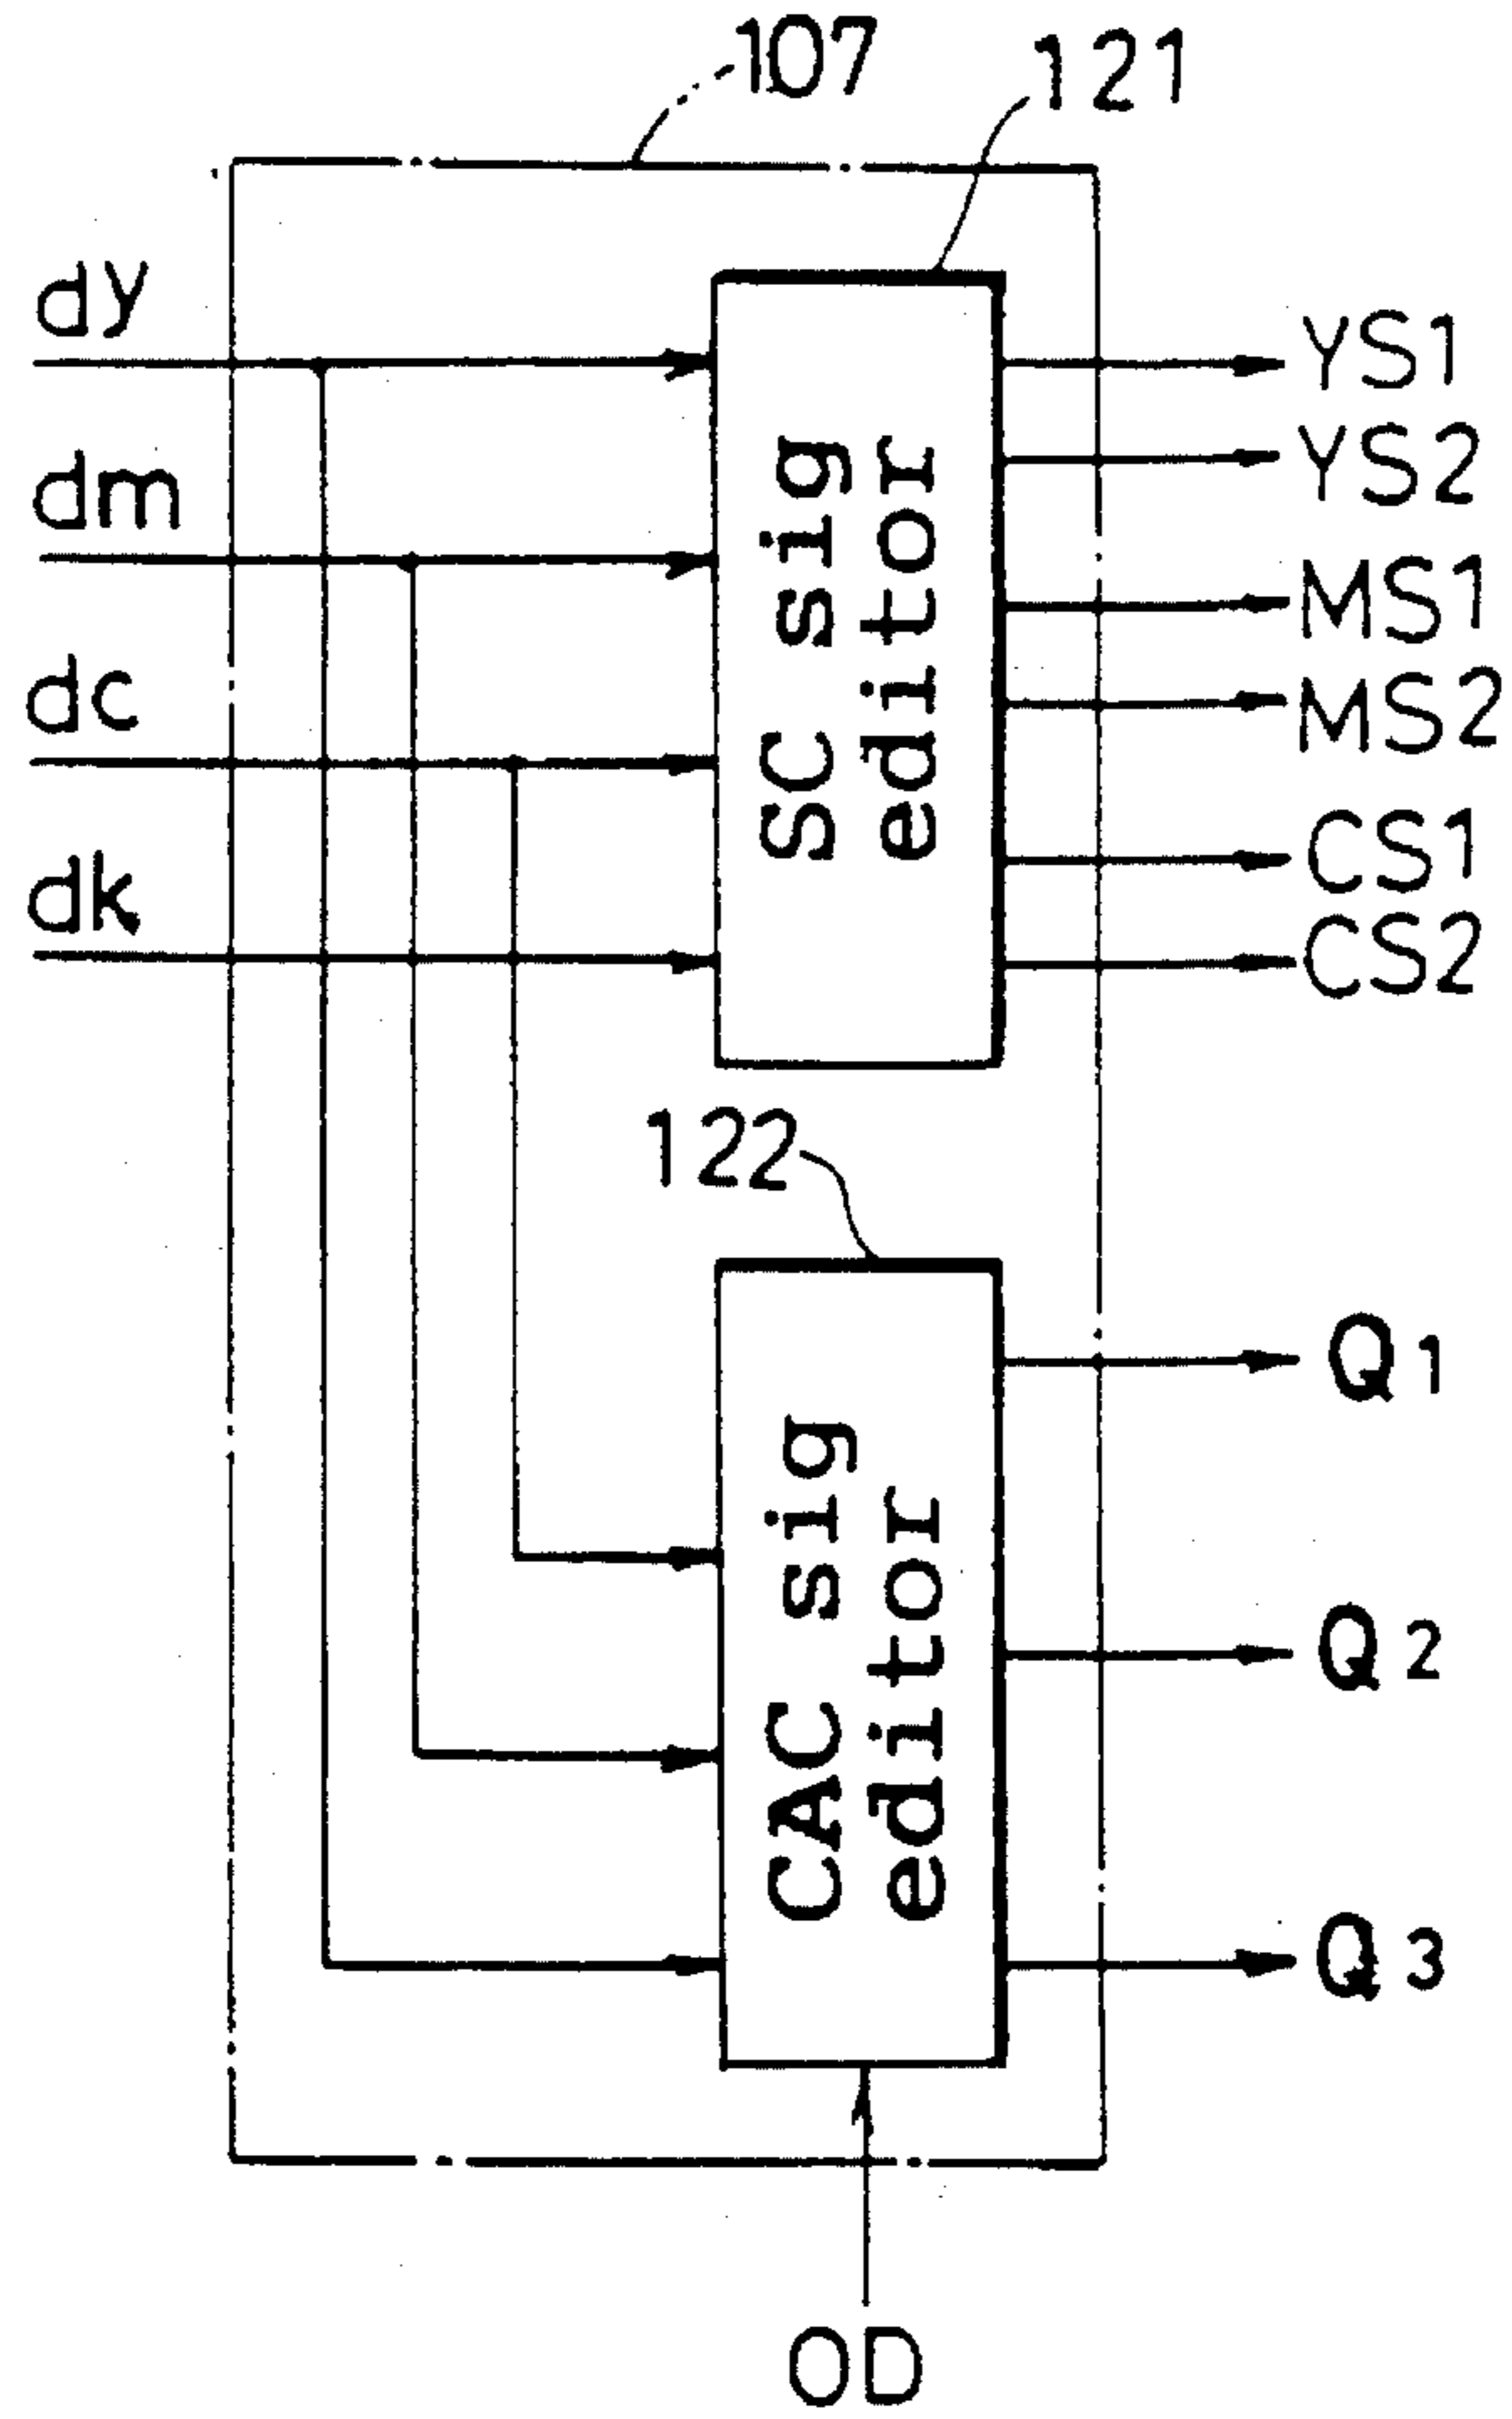 107
121
dy
dm
dc
dk
SC sig
editor
YS1
YS2
MS1
MS2
CS1
CS2
122
CAC sig
editor
Q1
Q2
Q3
OD